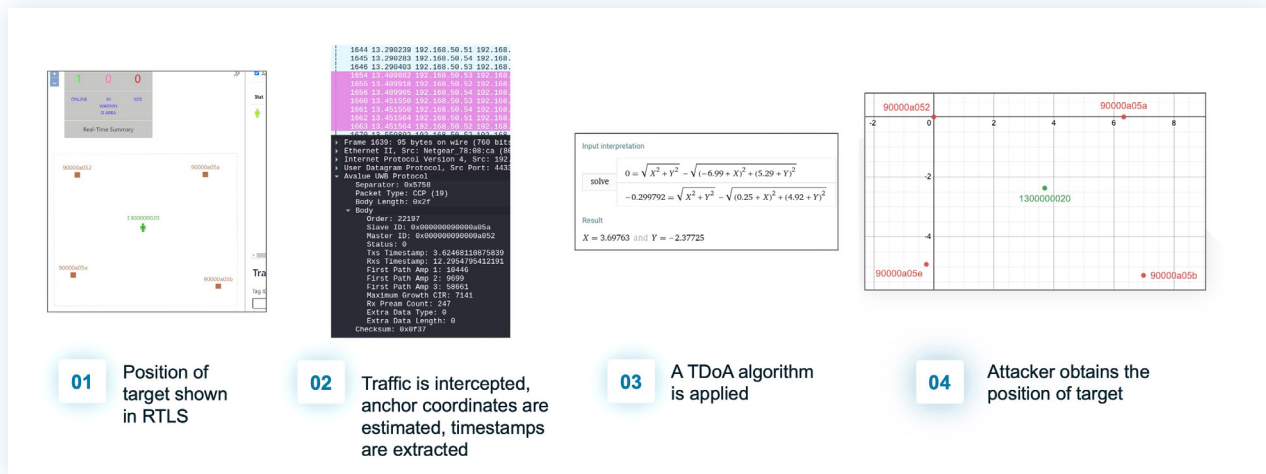 1 0 0
ONLINE IN SOS
WARNIN
G AREA
Real-Time Summary
Stat
90000a052 90000a05a
1300000020
90000a05e 90000a05b
Tra
Tag ID
1644 13.290239 192.168.50.51 192.168.
1645 13.290283 192.168.50.54 192.168.
1646 13.290403 192.168.50.53 192.168.
1654 13.409882 192.168.50.53 192.168.
1655 13.409918 192.168.50.52 192.168.
1656 13.409965 192.168.50.54 192.168.
1660 13.451550 192.168.50.53 192.168.
1661 13.451550 192.168.50.54 192.168.
1662 13.451564 192.168.50.51 192.168.
1663 13.451564 192.168.50.52 192.168.
Frame 1639: 95 bytes on wire (760 bits
Ethernet II, Src: Netgear_78:08:ca (80
Internet Protocol Version 4, Src: 192.
User Datagram Protocol, Src Port: 4433
Avalue UWB Protocol
Separator: 0x5758
Packet Type: CCP (19)
Body Length: 0x2f
Body
Order: 22197
Slave ID: 0x000000090000a05a
Master ID: 0x000000090000a052
Status: 0
Txs Timestamp: 3.62468110875839
Rxs Timestamp: 12.2954795412191
First Path Amp 1: 10446
First Path Amp 2: 9699
First Path Amp 3: 58661
Maximum Growth CIR: 7141
Rx Pream Count: 247
Extra Data Type: 0
Extra Data Length: 0
Checksum: 0x0f37
Input interpretation
solve
0 = √(X² + Y²) − √((−6.99 + X)² + (5.29 + Y)²)
−0.299792 = √(X² + Y²) − √((0.25 + X)² + (4.92 + Y)²)
Result
X = 3.69763 and Y = −2.37725
90000a052 90000a05a
-2 0 2 4 6 8
-2
1300000020
-4
90000a05e 90000a05b
01
Position of
target shown
in RTLS
02
Traffic is intercepted,
anchor coordinates are
estimated, timestamps
are extracted
03
A TDoA algorithm
is applied
04
Attacker obtains the
position of target